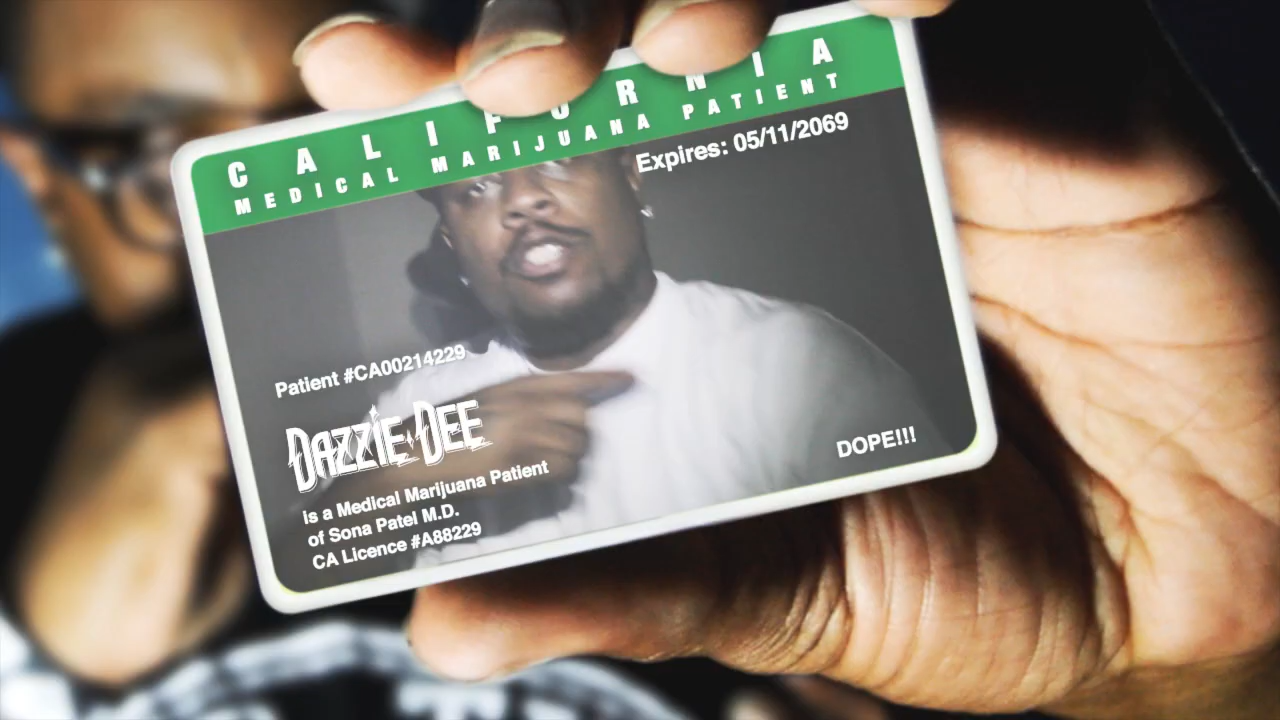 CALIFORNIA
MEDICAL MARIJUANA PATIENT
Expires: 05/11/2069
Patient #CA00214229
DAZZIE DEE
is a Medical Marijuana Patient
of Sona Patel M.D.
CA Licence #A88229
DOPE!!!